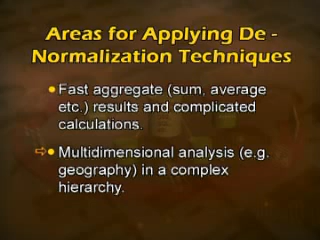 Areas for Applying De -
Normalization Techniques
Fast aggregate (sum, average
etc.) results and complicated
calculations.
Multidimensional analysis (e.g.
geography) in a complex
hierarchy.